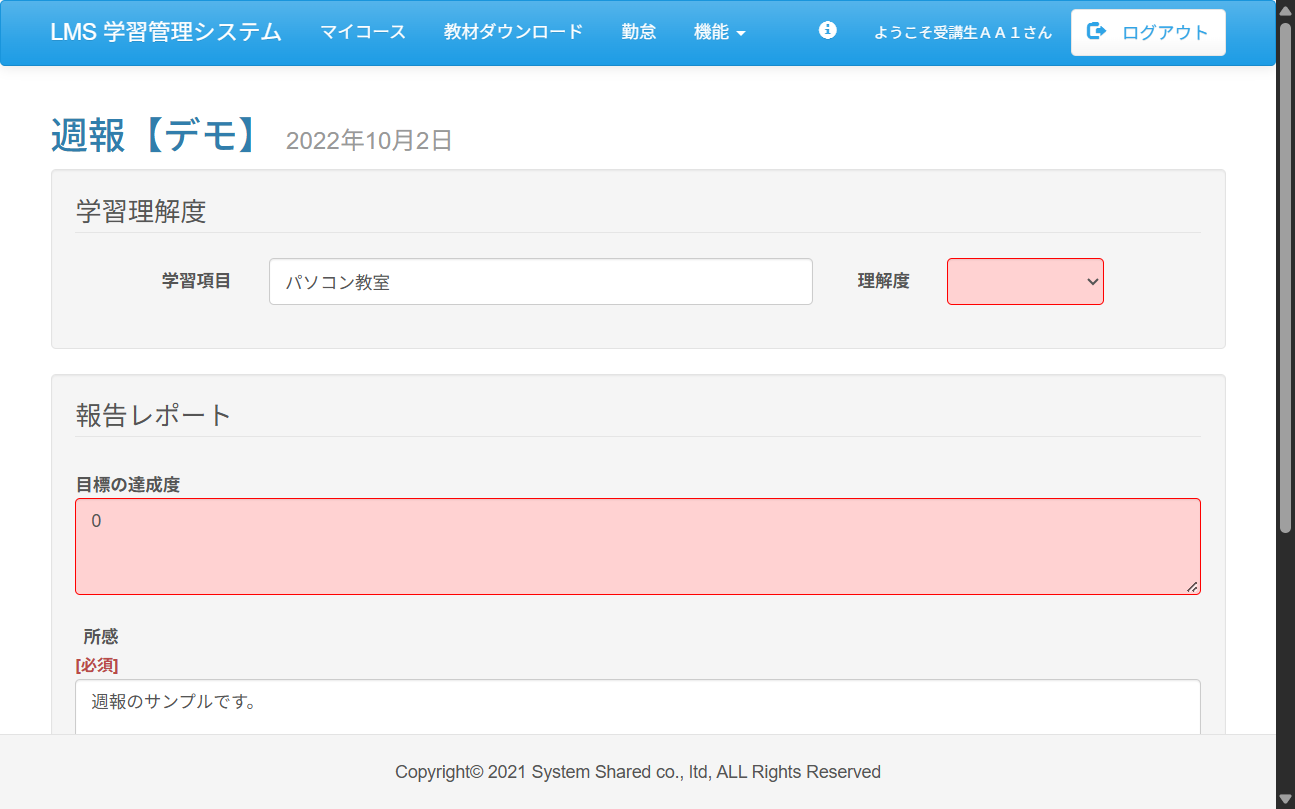 LMS 学習管理システム マイコース 教材ダウンロード 勤怠 機能 ようこそ受講生ＡＡ１さん ログアウト
週報【デモ】 2022年10月2日
学習理解度
学習項目 パソコン教室 理解度
報告レポート
目標の達成度
0
所感
[必須]
週報のサンプルです。
Copyright© 2021 System Shared co., ltd, ALL Rights Reserved